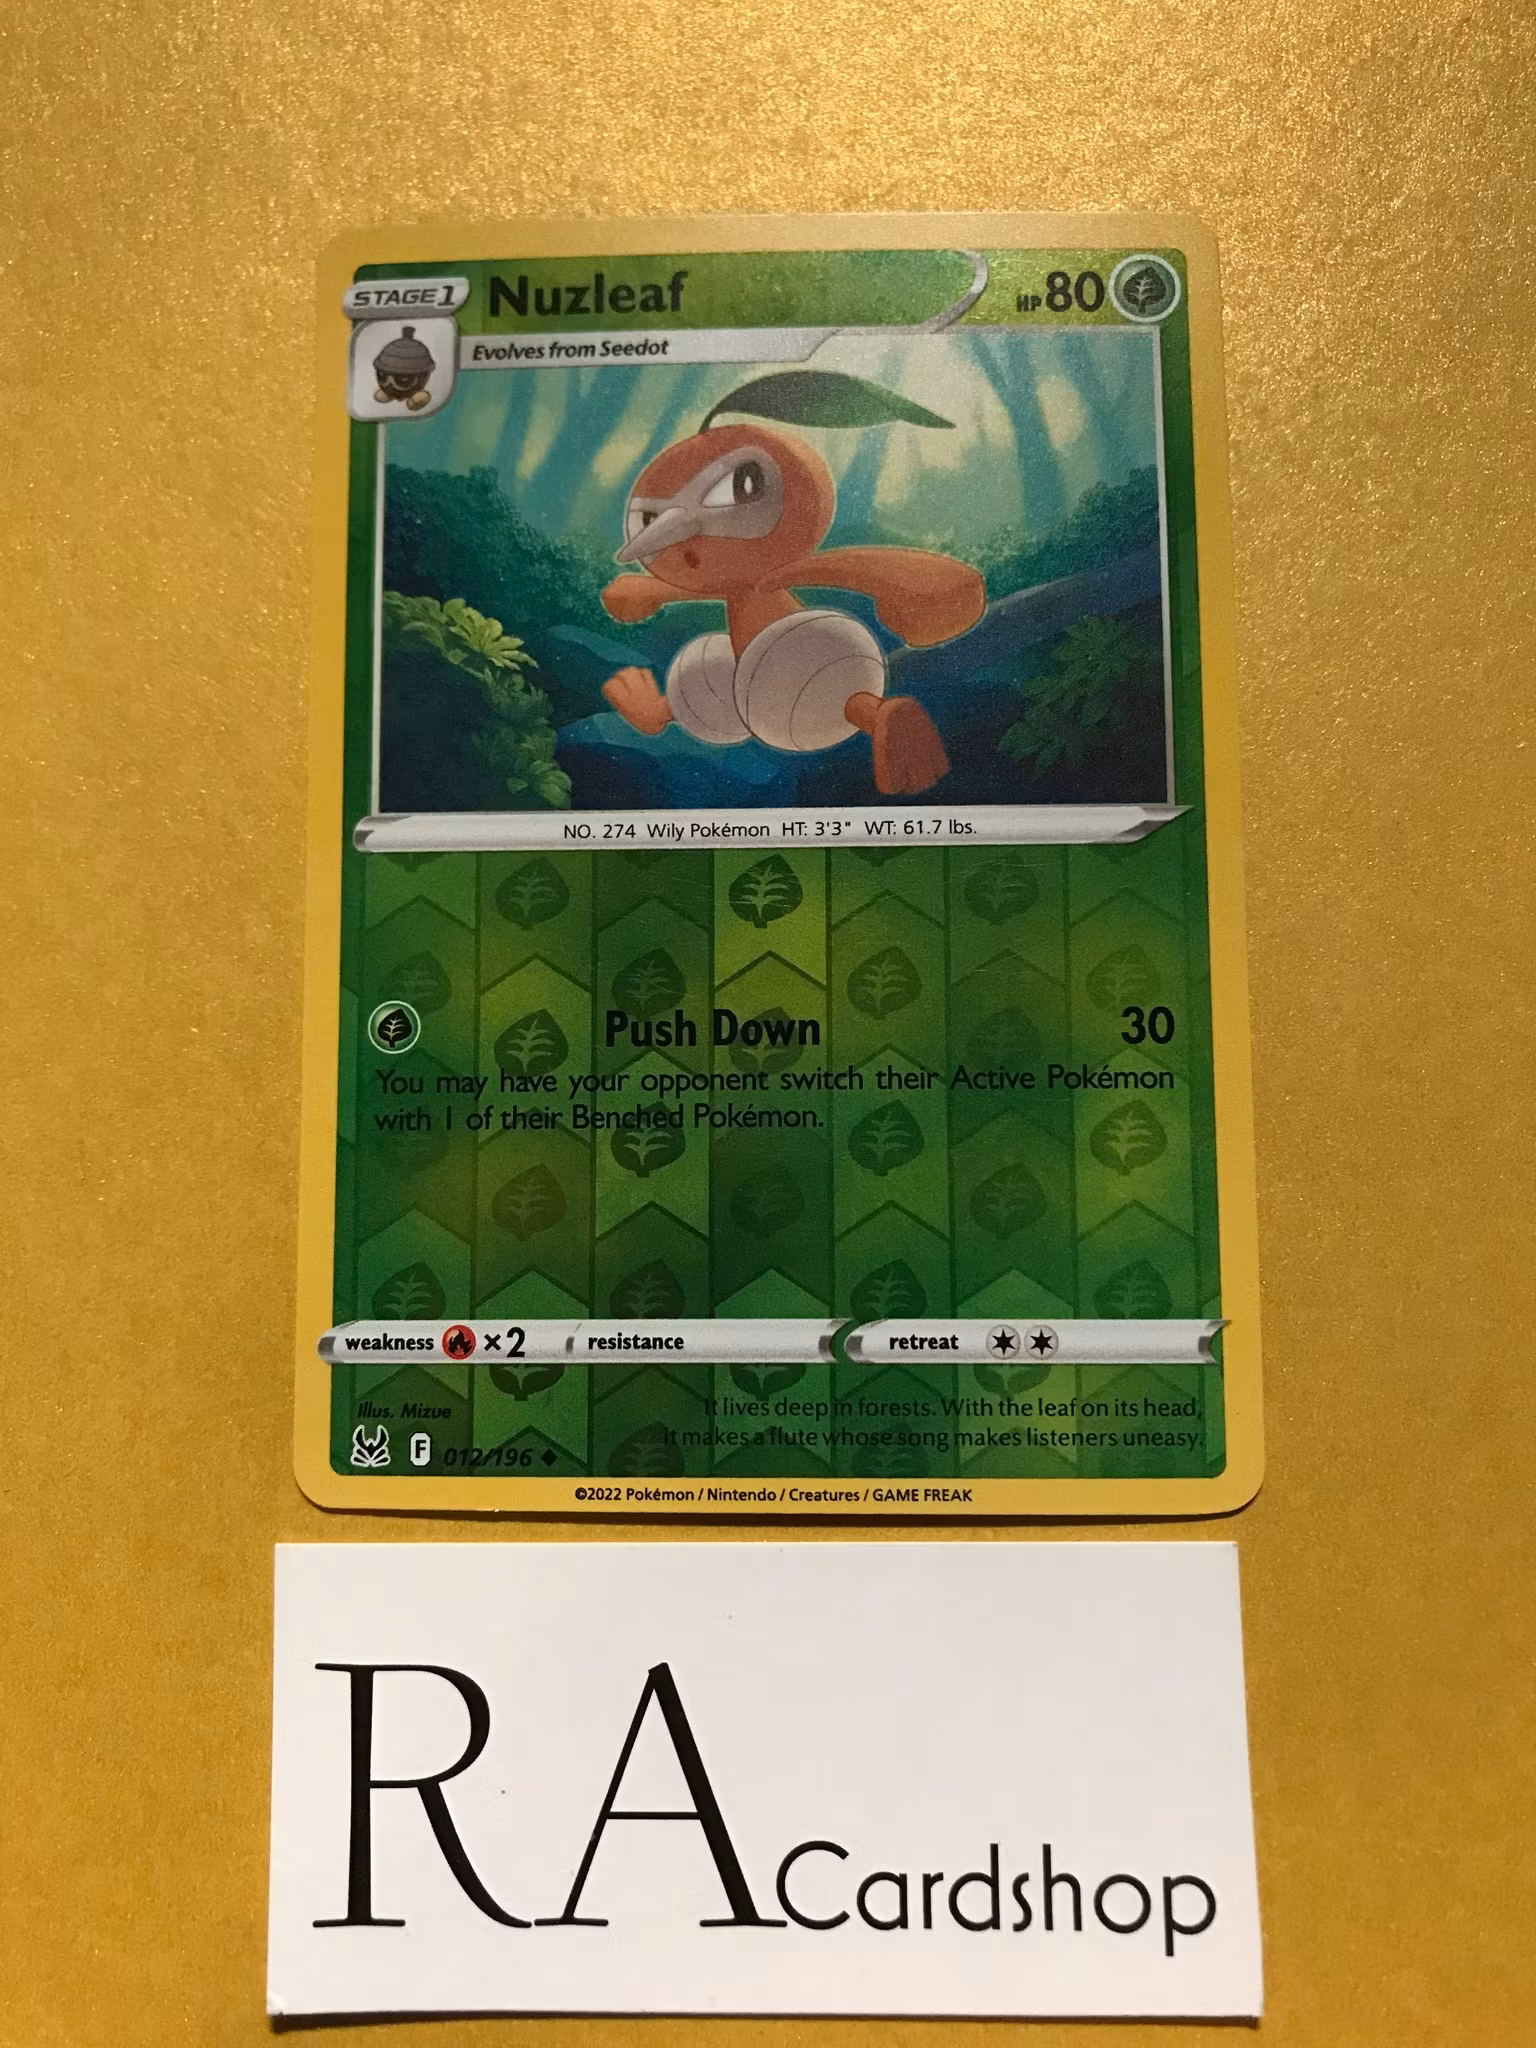 STAGE 1
Nuzleaf
HP 80
Evolves from Seedot
NO. 274 Wily Pokémon HT: 3'3" WT: 61.7 lbs.
Push Down 30
You may have your opponent switch their Active Pokémon
with 1 of their Benched Pokémon.
weakness ×2 resistance retreat
Illus. Mizue
It lives deep in forests. With the leaf on its head,
it makes a flute whose song makes listeners uneasy.
F 012/196
©2022 Pokémon / Nintendo / Creatures / GAME FREAK
RA Cardshop